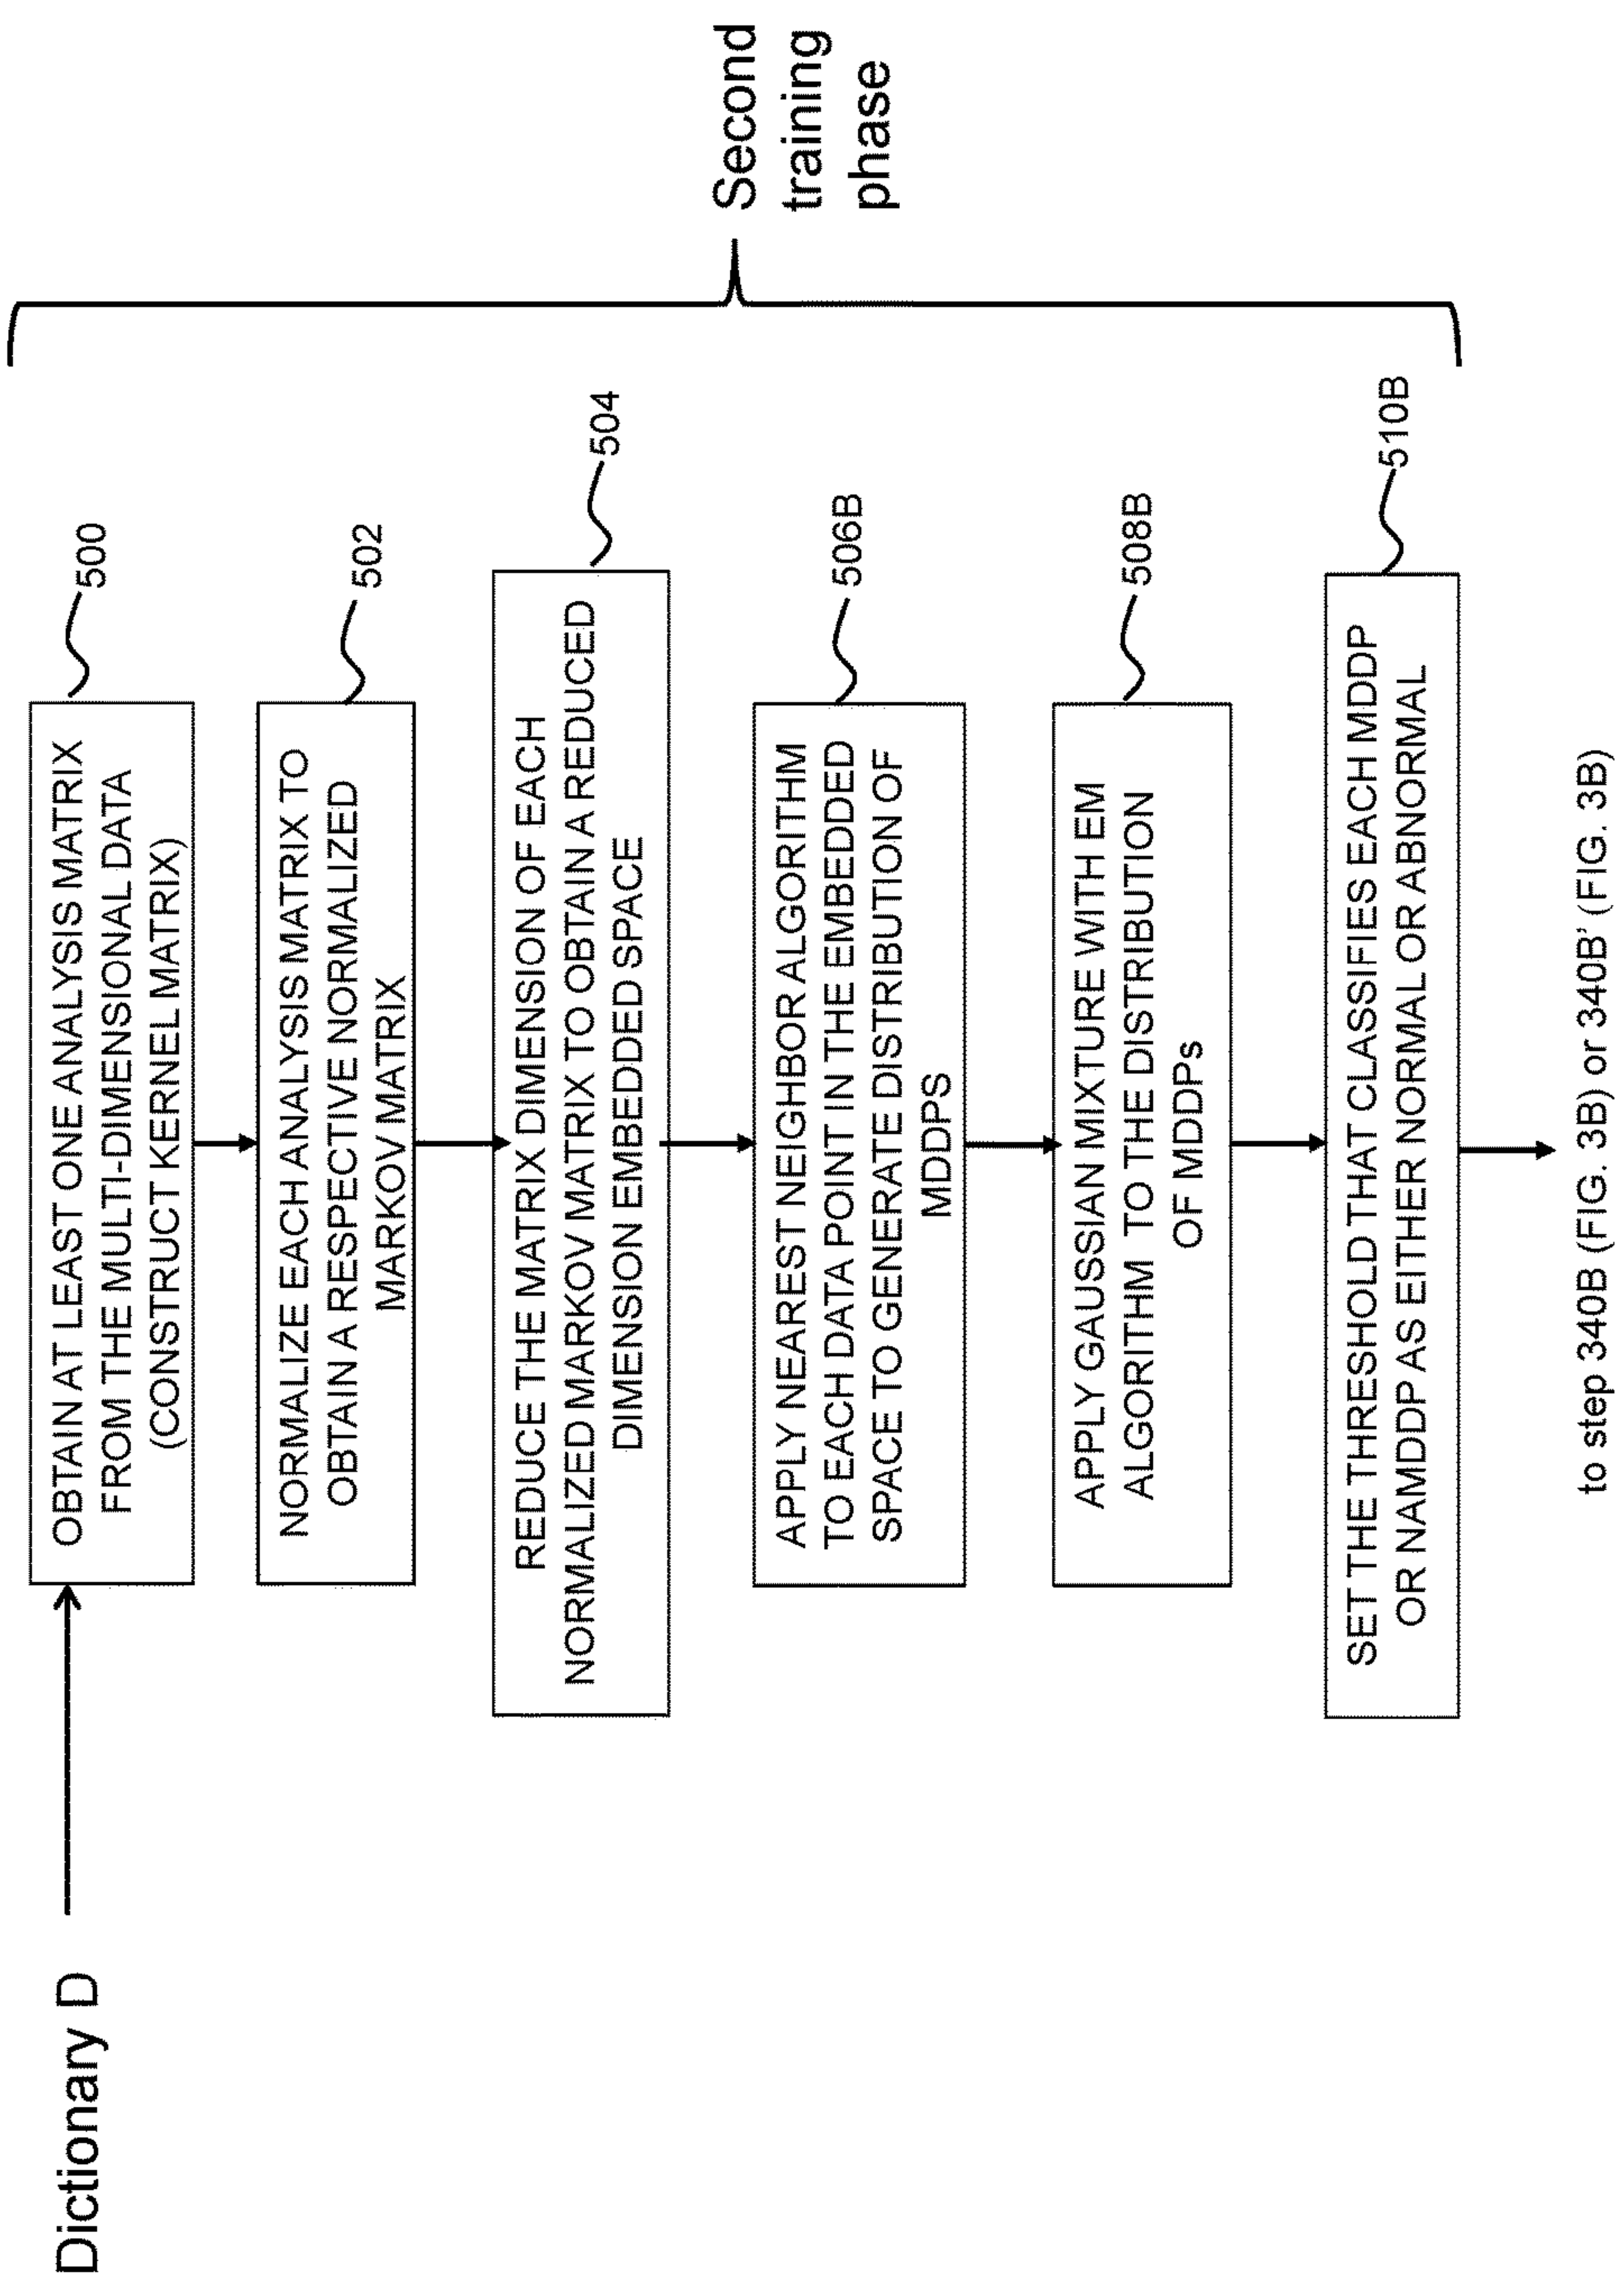 Dictionary D
OBTAIN AT LEAST ONE ANALYSIS MATRIX
FROM THE MULTI-DIMENSIONAL DATA
(CONSTRUCT KERNEL MATRIX)
500
NORMALIZE EACH ANALYSIS MATRIX TO
OBTAIN A RESPECTIVE NORMALIZED
MARKOV MATRIX
502
REDUCE THE MATRIX DIMENSION OF EACH
NORMALIZED MARKOV MATRIX TO OBTAIN A REDUCED
DIMENSION EMBEDDED SPACE
504
APPLY NEAREST NEIGHBOR ALGORITHM
TO EACH DATA POINT IN THE EMBEDDED
SPACE TO GENERATE DISTRIBUTION OF
MDDPS
506B
APPLY GAUSSIAN MIXTURE WITH EM
ALGORITHM TO THE DISTRIBUTION
OF MDDPs
508B
SET THE THRESHOLD THAT CLASSIFIES EACH MDDP
OR NAMDDP AS EITHER NORMAL OR ABNORMAL
510B
to step 340B (FIG. 3B) or 340B' (FIG. 3B)
Second
training
phase